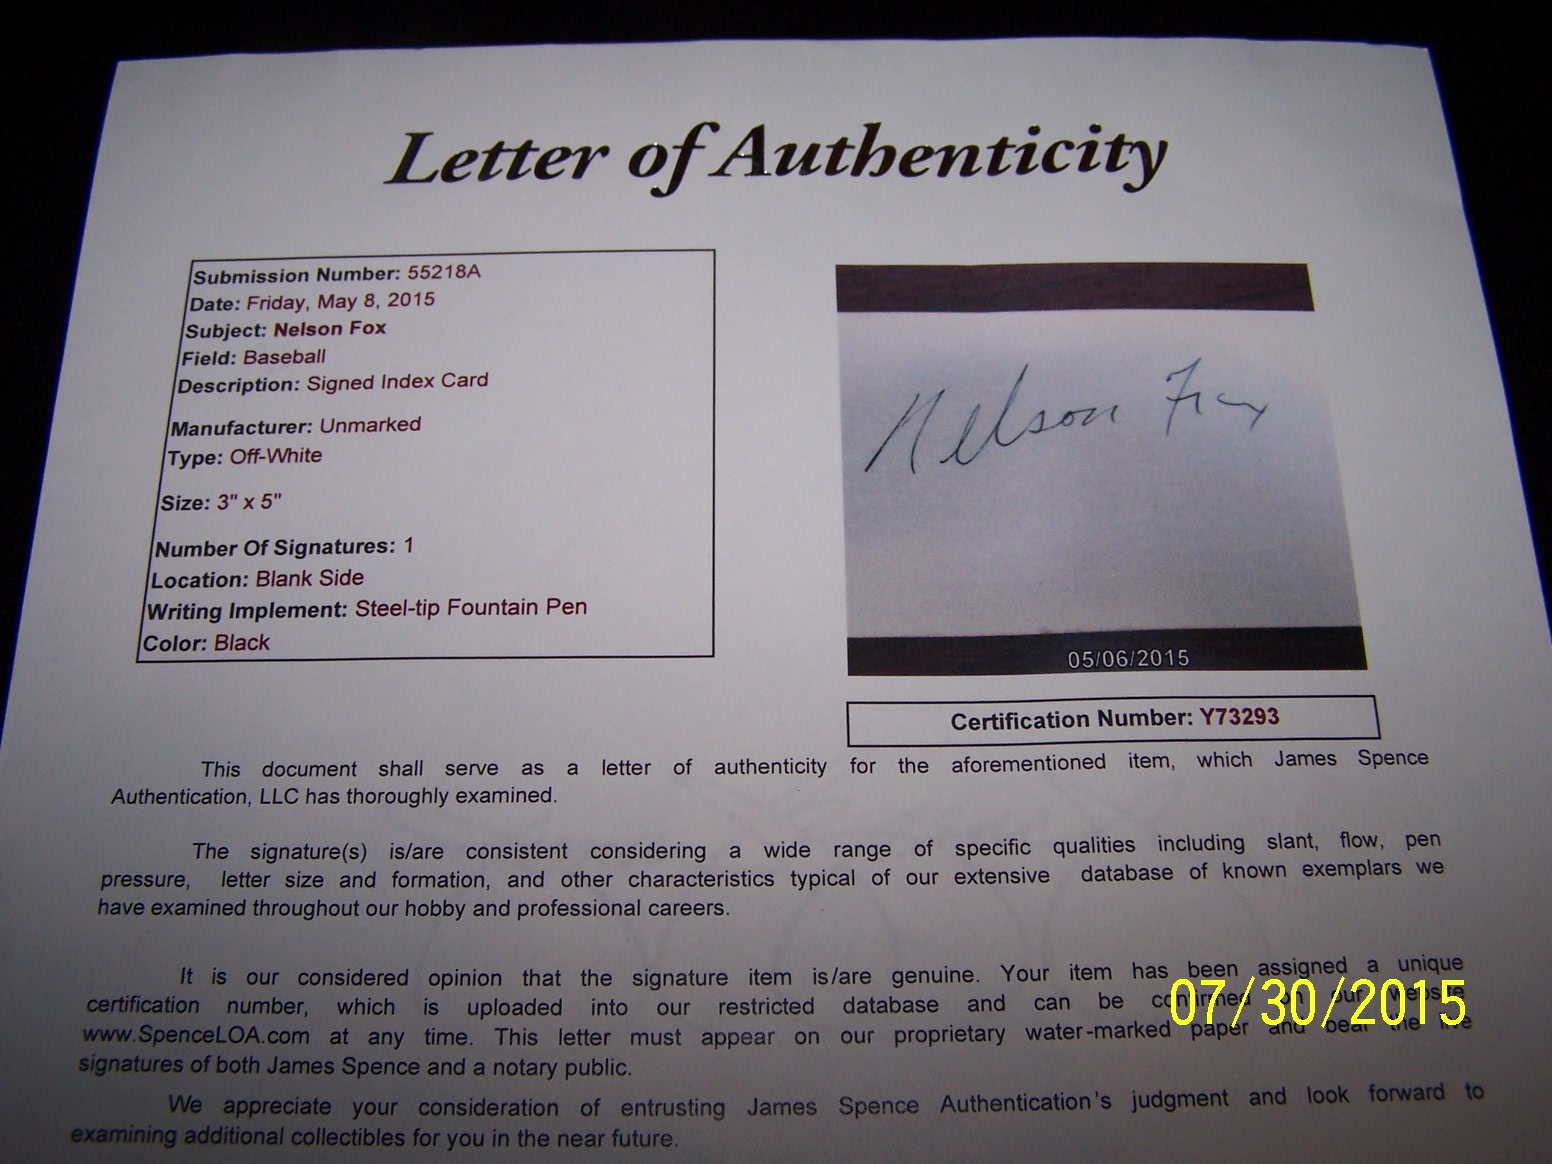 Letter of Authenticity
Submission Number: 55218A
Date: Friday, May 8, 2015
Subject: Nelson Fox
Field: Baseball
Description: Signed Index Card
Manufacturer: Unmarked
Type: Off-White
Size: 3" x 5"
Number Of Signatures: 1
Location: Blank Side
Writing Implement: Steel-tip Fountain Pen
Color: Black
Nelson Fox
05/06/2015
Certification Number: Y73293
This document shall serve as a letter of authenticity for the aforementioned item, which James Spence
Authentication, LLC has thoroughly examined.
The signature(s) is/are consistent considering a wide range of specific qualities including slant, flow, pen
pressure, letter size and formation, and other characteristics typical of our extensive database of known exemplars we
have examined throughout our hobby and professional careers.
It is our considered opinion that the signature item is/are genuine. Your item has been assigned a unique
certification number, which is uploaded into our restricted database and can be confirmed on our website
www.SpenceLOA.com at any time. This letter must appear on our proprietary water-marked paper and bear the live
signatures of both James Spence and a notary public.
We appreciate your consideration of entrusting James Spence Authentication's judgment and look forward to
examining additional collectibles for you in the near future.
07/30/2015